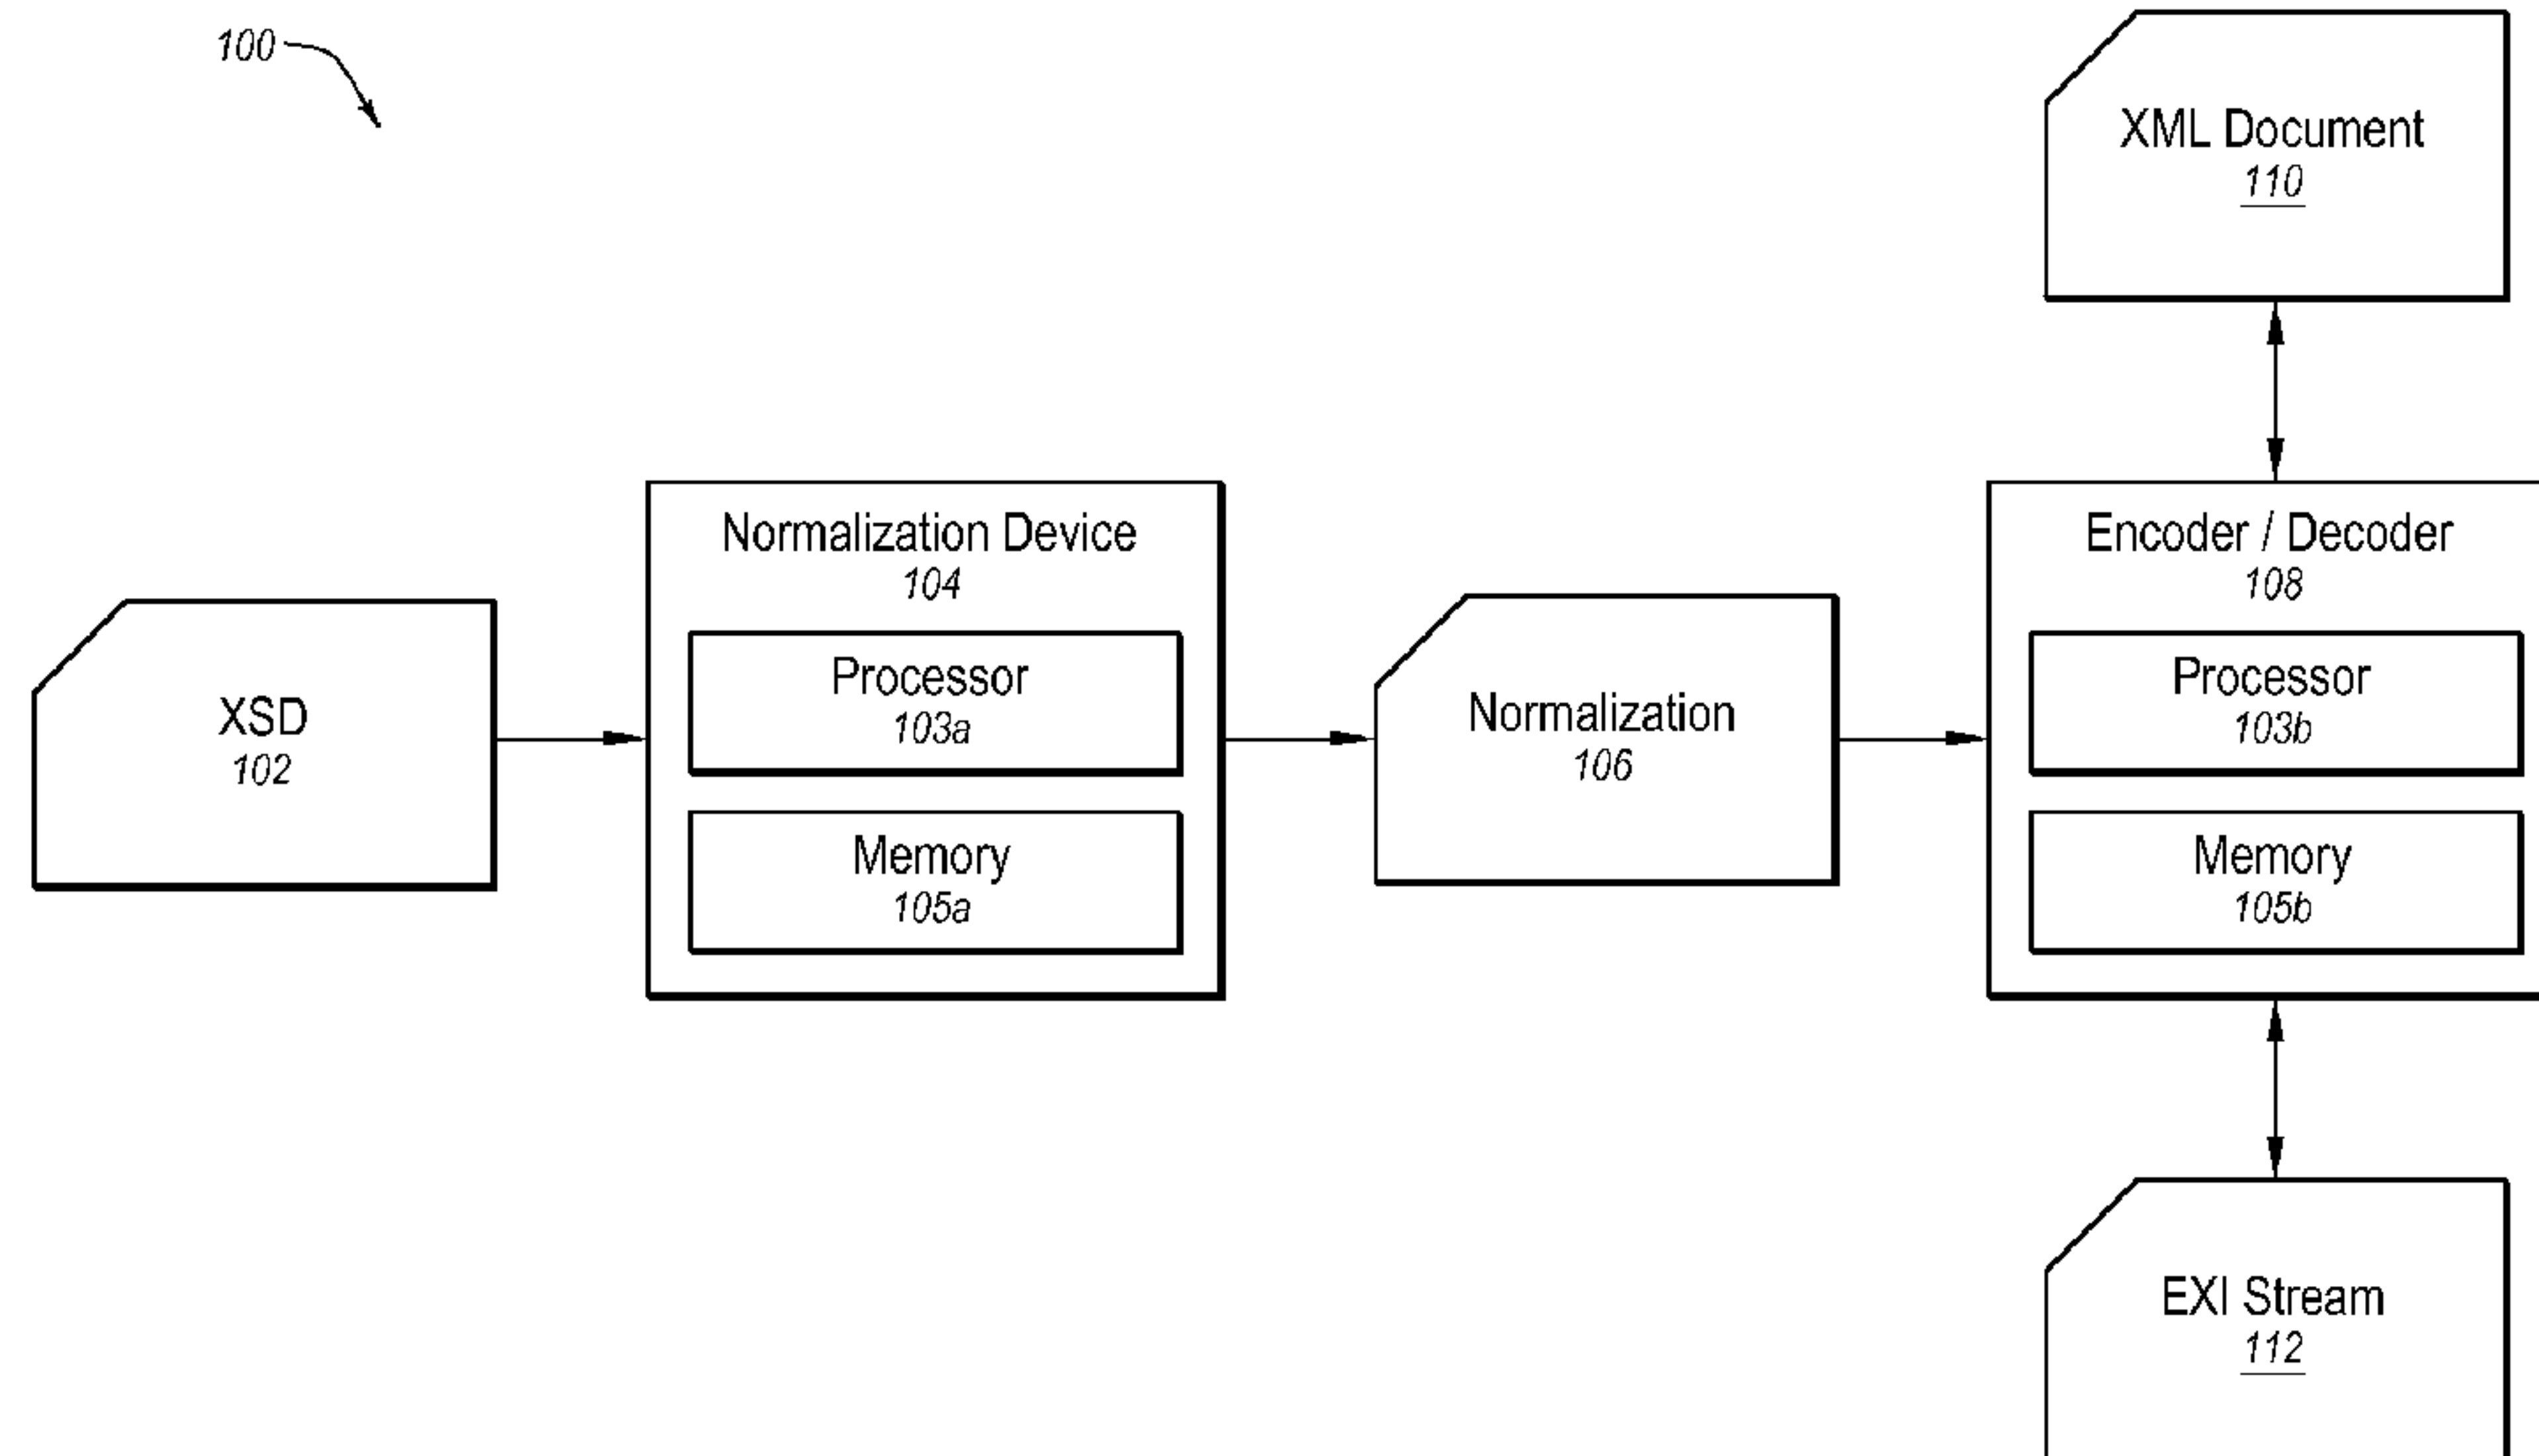 100
XML Document
110
Normalization Device
104
Encoder / Decoder
108
XSD
102
Processor
103a
Normalization
106
Processor
103b
Memory
105a
Memory
105b
EXI Stream
112